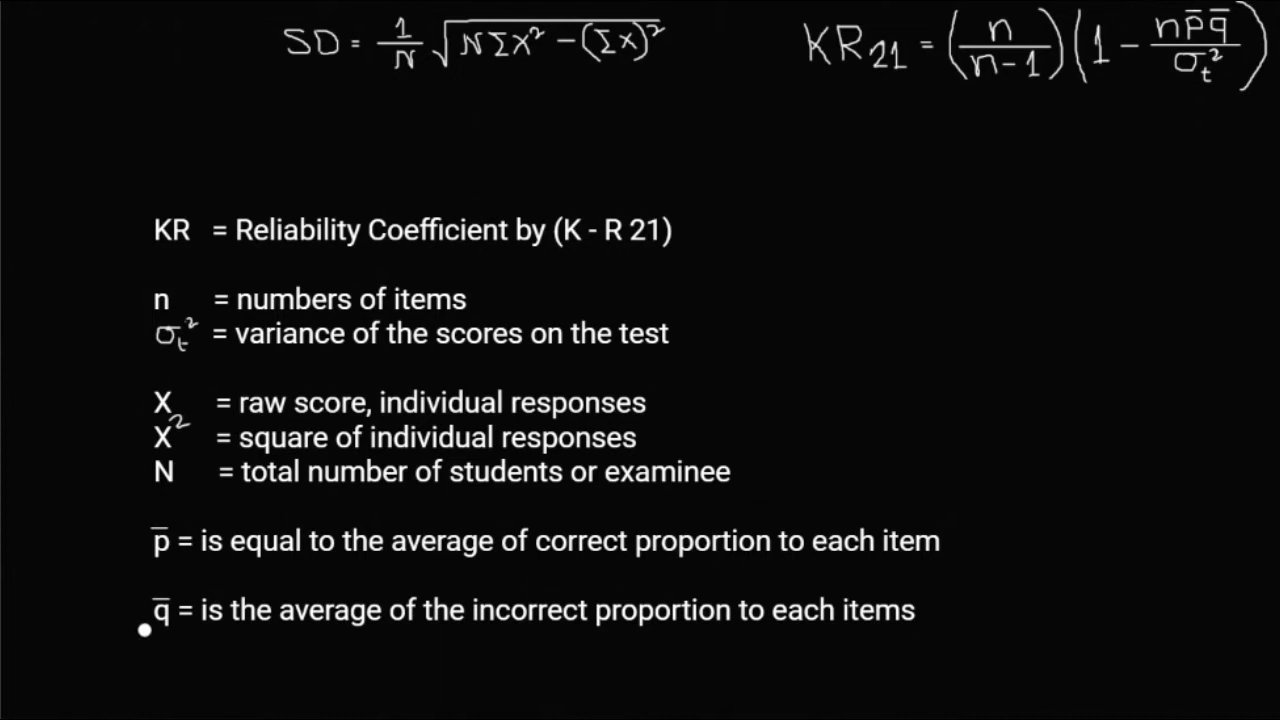 SD = 1/N √(NΣX² - (Σx)²)
KR₂₁ = (n/(n-1)) (1 - n p̅ q̅/σₜ²)
KR = Reliability Coefficient by (K - R 21)
n = numbers of items
σₜ² = variance of the scores on the test
X = raw score, individual responses
X² = square of individual responses
N = total number of students or examinee
p̅ = is equal to the average of correct proportion to each item
q̅ = is the average of the incorrect proportion to each items